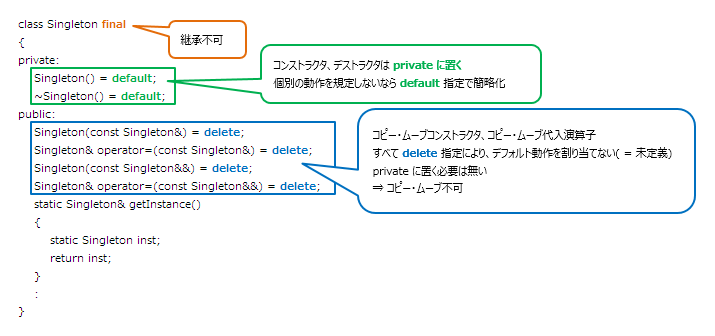 class Singleton final
継承不可
{
private:
コンストラクタ、デストラクタは private に置く
個別の動作を規定しないなら default 指定で簡略化
Singleton() = default;
~Singleton() = default;
public:
Singleton(const Singleton&) = delete;
Singleton& operator=(const Singleton&) = delete;
Singleton(const Singleton&&) = delete;
Singleton& operator=(const Singleton&&) = delete;
コピー・ムーブコンストラクタ、コピー・ムーブ代入演算子
すべて delete 指定により、デフォルト動作を割り当てない( = 未定義)
private に置く必要は無い
⇒ コピー・ムーブ不可
static Singleton& getInstance()
{
static Singleton inst;
return inst;
}
:
}